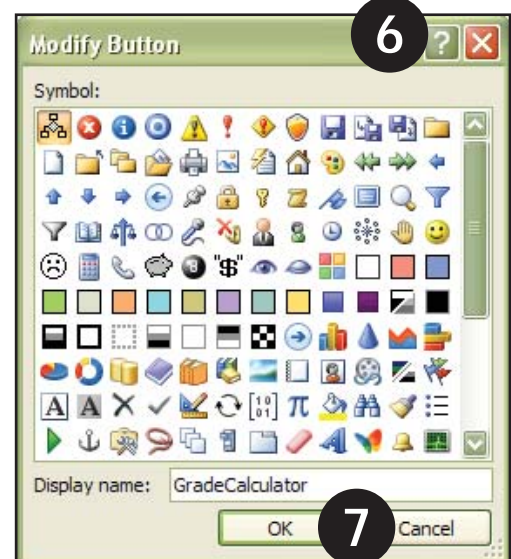 Modify Button
6
?
Symbol:
"$"
A A
π
Display name: GradeCalculator
OK
7
Cancel